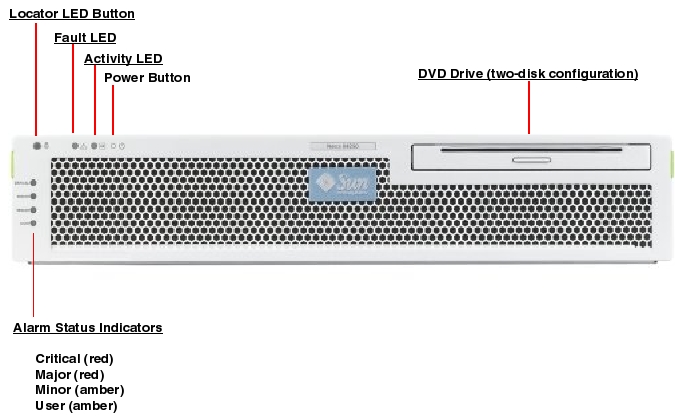 Locator LED Button
Fault LED
Activity LED
Power Button
DVD Drive (two-disk configuration)
Sun
Alarm Status Indicators
Critical (red)
Major (red)
Minor (amber)
User (amber)